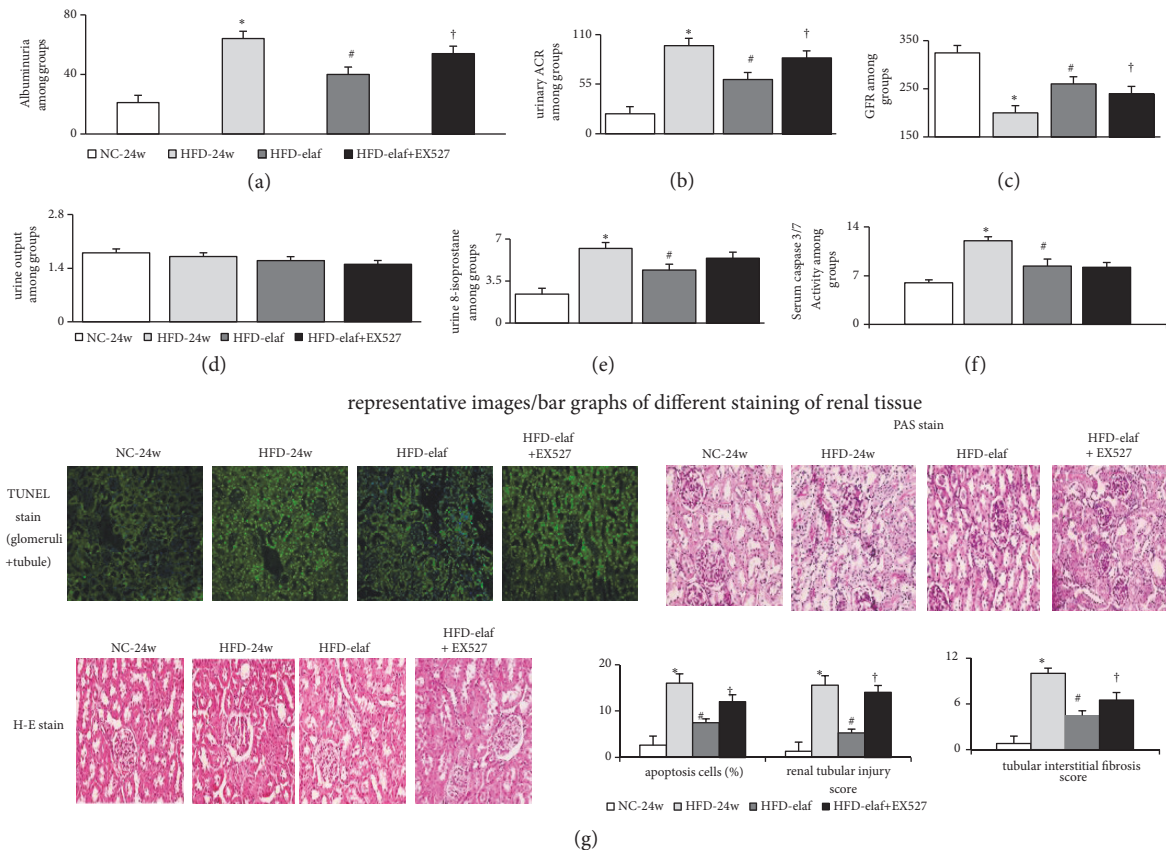 80
40
0
Albuminuria
among groups
*
#
†
NC-24w
HFD-24w
HFD-elaf
HFD-elaf+EX527
(a)
110
55
0
urinary ACR
among groups
*
#
†
(b)
350
250
150
GFR among
groups
*
#
†
(c)
2.8
1.4
0
urine output
among groups
NC-24w
HFD-24w
HFD-elaf
HFD-elaf+EX527
(d)
7
3.5
0
urine 8-isoprostane
among groups
*
#
(e)
14
7
0
Serum caspase 3/7
Activity among
groups
*
#
(f)
representative images/bar graphs of different staining of renal tissue
NC-24w
HFD-24w
HFD-elaf
HFD-elaf
+EX527
TUNEL
stain
(glomeruli
+tubule)
PAS stain
NC-24w
HFD-24w
HFD-elaf
HFD-elaf
+ EX527
NC-24w
HFD-24w
HFD-elaf
HFD-elaf
+ EX527
H-E stain
20
10
0
*
#
†
*
#
†
apoptosis cells (%)
renal tubular injury
score
12
6
0
*
#
†
tubular interstitial fibrosis
score
NC-24w
HFD-24w
HFD-elaf
HFD-elaf+EX527
(g)